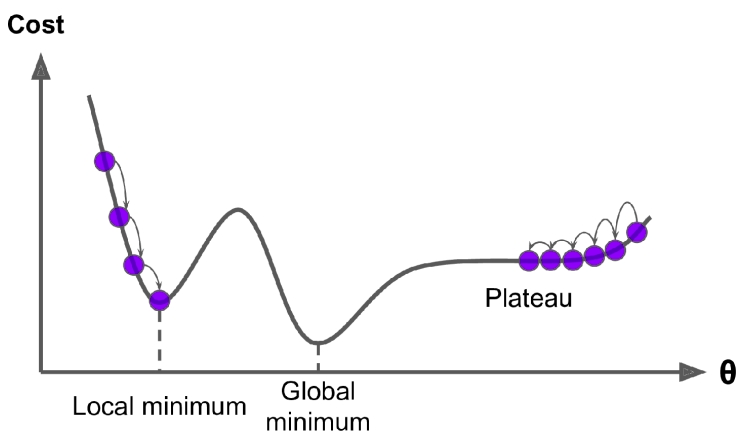 Cost
Plateau
θ
Local minimum
Global
minimum